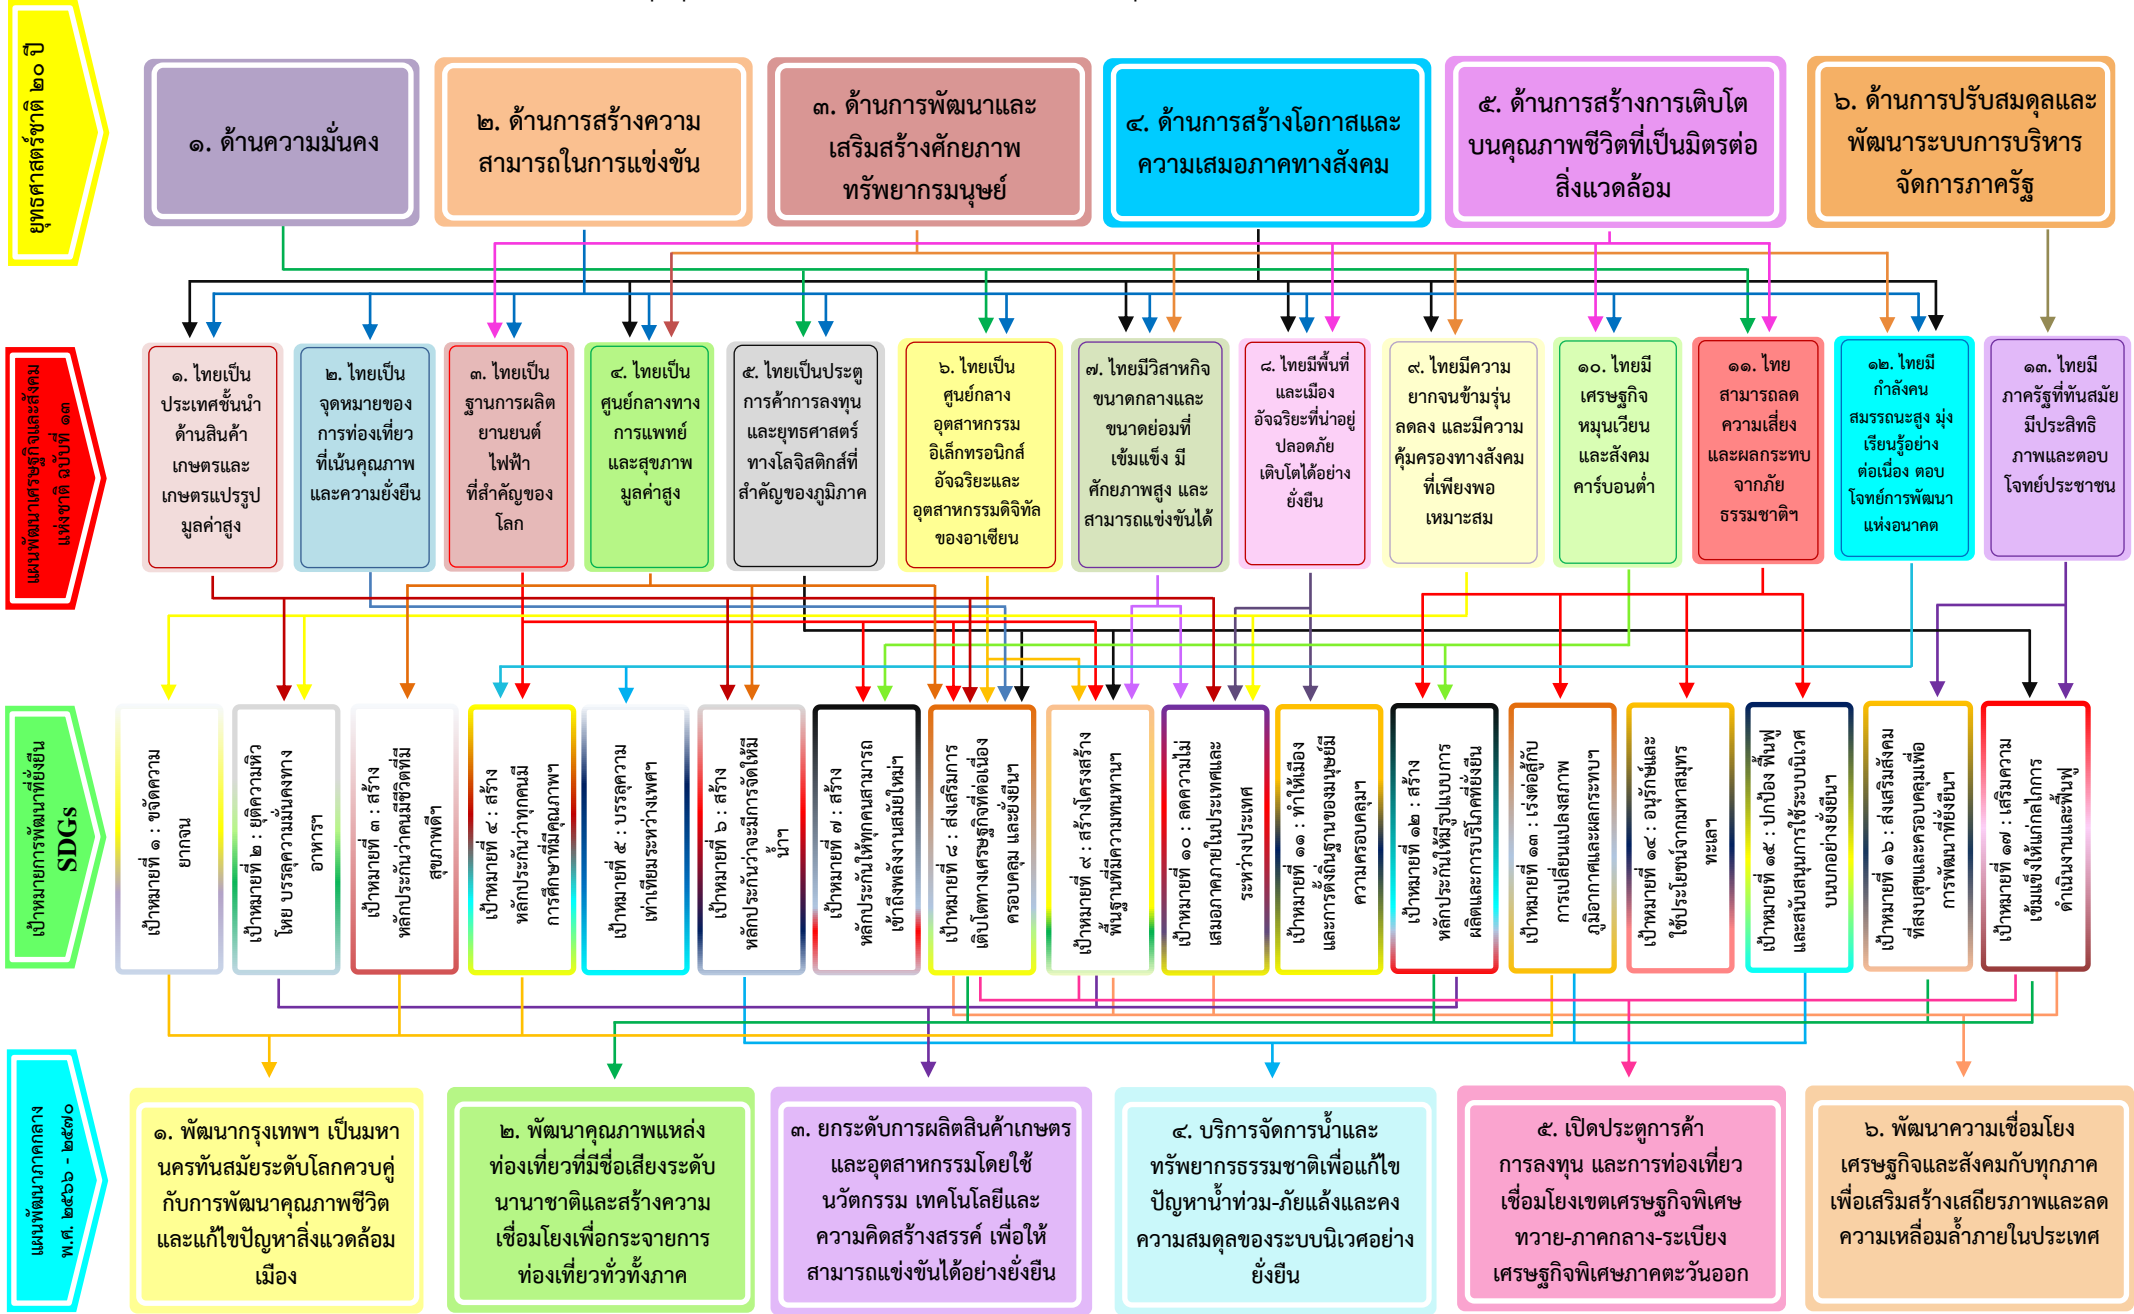 ยุทธศาสตร์ชาติ ๒๐ ปี
๑. ด้านความมั่นคง
๒. ด้านการสร้างความ
สามารถในการแข่งขัน
๓. ด้านการพัฒนาและ
เสริมสร้างศักยภาพ
ทรัพยากรมนุษย์
๔. ด้านการสร้างโอกาสและ
ความเสมอภาคทางสังคม
๕. ด้านการสร้างการเติบโต
บนคุณภาพชีวิตที่เป็นมิตรต่อ
สิ่งแวดล้อม
๖. ด้านการปรับสมดุลและ
พัฒนาระบบการบริหาร
จัดการภาครัฐ
แผนพัฒนาเศรษฐกิจและสังคม
แห่งชาติ ฉบับที่ ๑๓
๑. ไทยเป็น
ประเทศชั้นนำ
ด้านสินค้า
เกษตรและ
เกษตรแปรรูป
มูลค่าสูง
๒. ไทยเป็น
จุดหมายของ
การท่องเที่ยว
ที่เน้นคุณภาพ
และความยั่งยืน
๓. ไทยเป็น
ฐานการผลิต
ยานยนต์
ไฟฟ้า
ที่สำคัญของ
โลก
๔. ไทยเป็น
ศูนย์กลางทาง
การแพทย์
และสุขภาพ
มูลค่าสูง
๕. ไทยเป็นประตู
การค้าการลงทุน
และยุทธศาสตร์
ทางโลจิสติกส์ที่
สำคัญของภูมิภาค
๖. ไทยเป็น
ศูนย์กลาง
อุตสาหกรรม
อิเล็กทรอนิกส์
อัจฉริยะและ
อุตสาหกรรมดิจิทัล
ของอาเซียน
๗. ไทยมีวิสาหกิจ
ขนาดกลางและ
ขนาดย่อมที่
เข้มแข็ง มี
ศักยภาพสูง และ
สามารถแข่งขันได้
๘. ไทยมีพื้นที่
และเมือง
อัจฉริยะที่น่าอยู่
ปลอดภัย
เติบโตได้อย่าง
ยั่งยืน
๙. ไทยมีความ
ยากจนข้ามรุ่น
ลดลง และมีความ
คุ้มครองทางสังคม
ที่เพียงพอ
เหมาะสม
๑๐. ไทยมี
เศรษฐกิจ
หมุนเวียน
และสังคม
คาร์บอนต่ำ
๑๑. ไทย
สามารถลด
ความเสี่ยง
และผลกระทบ
จากภัย
ธรรมชาติฯ
๑๒. ไทยมี
กำลังคน
สมรรถนะสูง มุ่ง
เรียนรู้อย่าง
ต่อเนื่อง ตอบ
โจทย์การพัฒนา
แห่งอนาคต
๑๓. ไทยมี
ภาครัฐที่ทันสมัย
มีประสิทธิ
ภาพและตอบ
โจทย์ประชาชน
เป้าหมายการพัฒนาที่ยั่งยืน
SDGs
เป้าหมายที่ ๑ : ขจัดความ
ยากจน
เป้าหมายที่ ๒ : ยุติความหิว
โหย บรรลุความมั่นคงทาง
อาหารฯ
เป้าหมายที่ ๓ : สร้าง
หลักประกันว่าคนมีชีวิตที่มี
สุขภาพดีฯ
เป้าหมายที่ ๔ : สร้าง
หลักประกันว่าทุกคนมี
การศึกษาที่มีคุณภาพฯ
เป้าหมายที่ ๕ : บรรลุความ
เท่าเทียมระหว่างเพศฯ
เป้าหมายที่ ๖ : สร้าง
หลักประกันว่าจะมีการจัดให้มี
น้ำฯ
เป้าหมายที่ ๗ : สร้าง
หลักประกันให้ทุกคนสามารถ
เข้าถึงพลังงานสมัยใหม่ฯ
เป้าหมายที่ ๘ : ส่งเสริมการ
เติบโตทางเศรษฐกิจที่ต่อเนื่อง
ครอบคลุม และยั่งยืนฯ
เป้าหมายที่ ๙ : สร้างโครงสร้าง
พื้นฐานที่มีความทนทานฯ
เป้าหมายที่ ๑๐ : ลดความไม่
เสมอภาคภายในประเทศและ
ระหว่างประเทศ
เป้าหมายที่ ๑๑ : ทำให้เมือง
และการตั้งถิ่นฐานของมนุษย์มี
ความครอบคลุมฯ
เป้าหมายที่ ๑๒ : สร้าง
หลักประกันให้มีรูปแบบการ
ผลิตและการบริโภคที่ยั่งยืน
เป้าหมายที่ ๑๓ : เร่งต่อสู้กับ
การเปลี่ยนแปลงสภาพ
ภูมิอากาศและผลกระทบฯ
เป้าหมายที่ ๑๔ : อนุรักษ์และ
ใช้ประโยชน์จากมหาสมุทร
ทะเลฯ
เป้าหมายที่ ๑๕ : ปกป้อง ฟื้นฟู
และสนับสนุนการใช้ระบบนิเวศ
บนบกอย่างยั่งยืนฯ
เป้าหมายที่ ๑๖ : ส่งเสริมสังคม
ที่สงบสุขและครอบคลุมเพื่อ
การพัฒนาที่ยั่งยืนฯ
เป้าหมายที่ ๑๗ : เสริมความ
เข้มแข็งให้แก่กลไกการ
ดำเนินงานและฟื้นฟู
แผนพัฒนาภาคกลาง
พ.ศ. ๒๕๖๖ - ๒๕๗๐
๑. พัฒนากรุงเทพฯ เป็นมหา
นครทันสมัยระดับโลกควบคู่
กับการพัฒนาคุณภาพชีวิต
และแก้ไขปัญหาสิ่งแวดล้อม
เมือง
๒. พัฒนาคุณภาพแหล่ง
ท่องเที่ยวที่มีชื่อเสียงระดับ
นานาชาติและสร้างความ
เชื่อมโยงเพื่อกระจายการ
ท่องเที่ยวทั่วทั้งภาค
๓. ยกระดับการผลิตสินค้าเกษตร
และอุตสาหกรรมโดยใช้
นวัตกรรม เทคโนโลยีและ
ความคิดสร้างสรรค์ เพื่อให้
สามารถแข่งขันได้อย่างยั่งยืน
๔. บริการจัดการน้ำและ
ทรัพยากรธรรมชาติเพื่อแก้ไข
ปัญหาน้ำท่วม-ภัยแล้งและคง
ความสมดุลของระบบนิเวศอย่าง
ยั่งยืน
๕. เปิดประตูการค้า
การลงทุน และการท่องเที่ยว
เชื่อมโยงเขตเศรษฐกิจพิเศษ
ทวาย-ภาคกลาง-ระเบียง
เศรษฐกิจพิเศษภาคตะวันออก
๖. พัฒนาความเชื่อมโยง
เศรษฐกิจและสังคมกับทุกภาค
เพื่อเสริมสร้างเสถียรภาพและลด
ความเหลื่อมล้ำภายในประเทศ